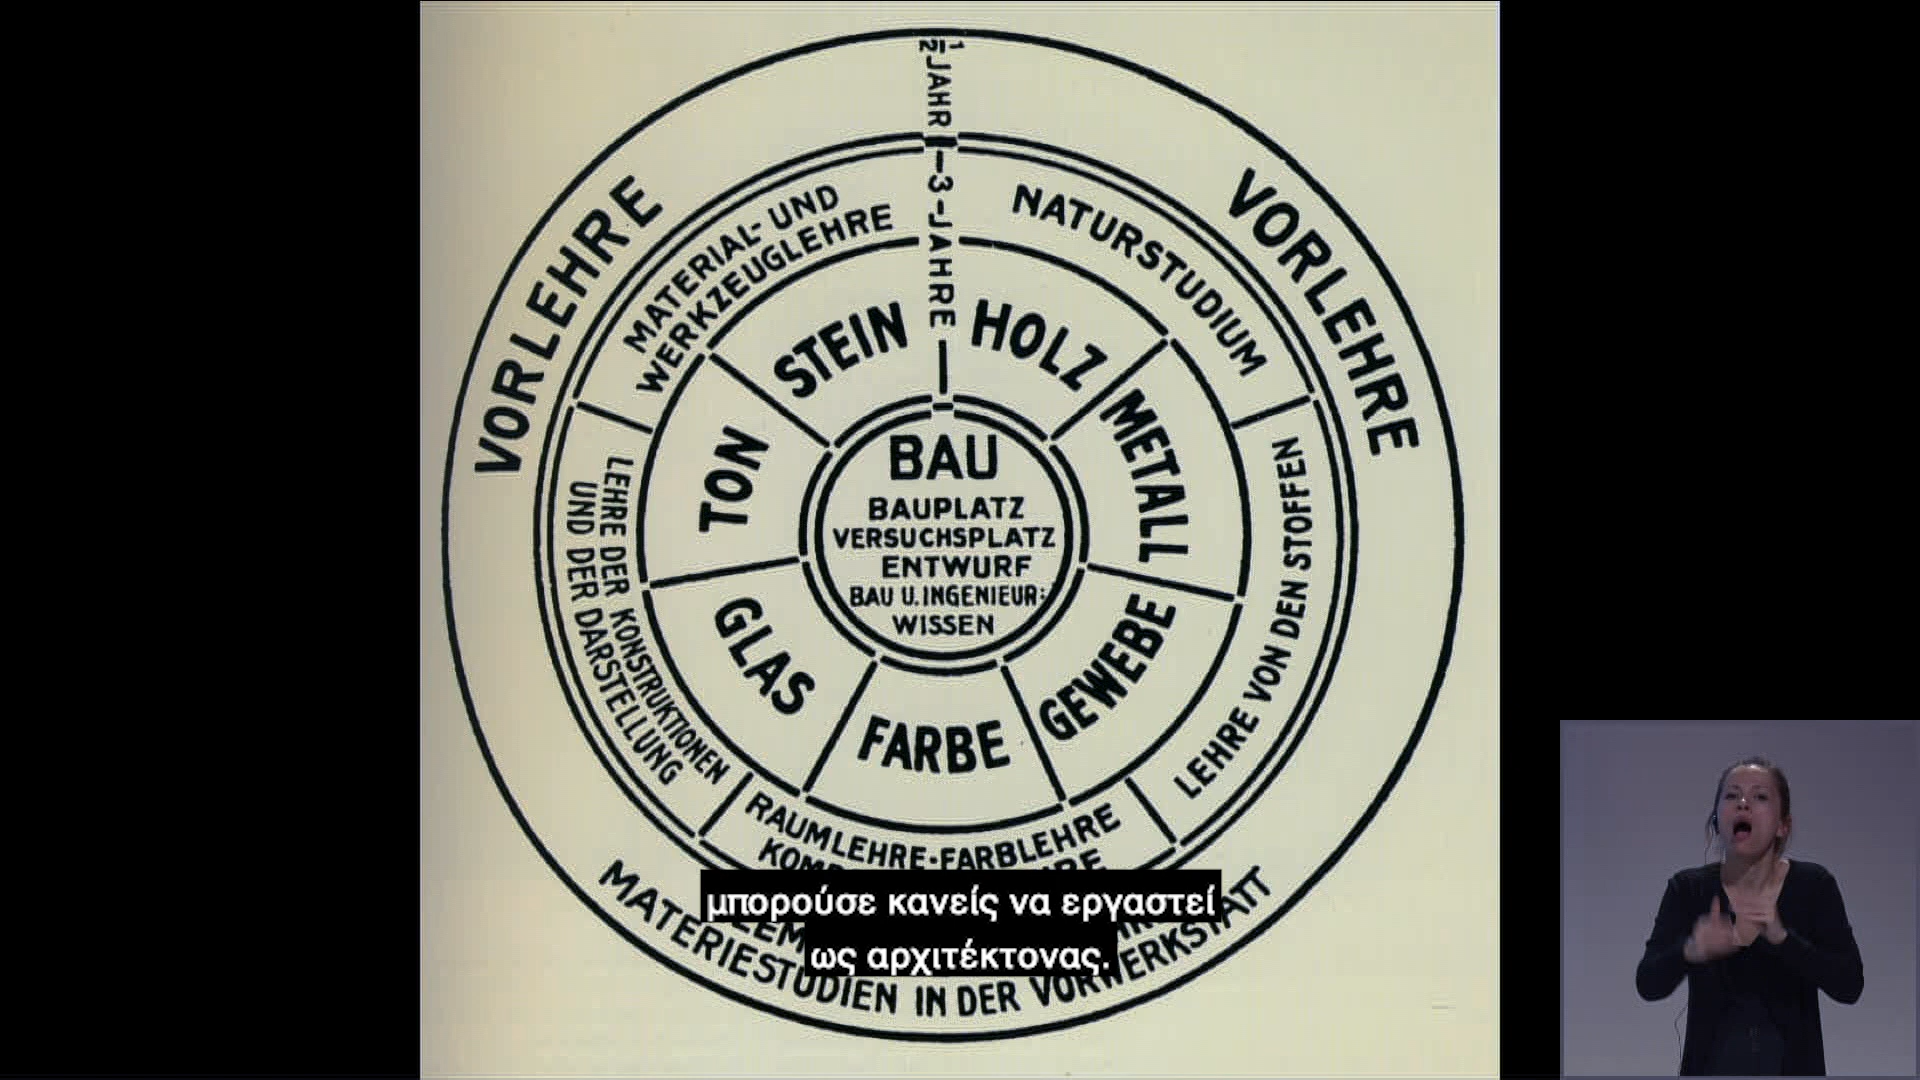 1/2 JAHR
3-JAHRE
VORLEHRE
VORLEHRE
MATERIAL- UND
WERKZEUGLEHRE
NATURSTUDIUM
STEIN
HOLZ
TON
METALL
BAU
BAUPLATZ
VERSUCHSPLATZ
ENTWURF
BAU U. INGENIEUR:
WISSEN
LEHRE DER KONSTRUKTIONEN
UND DER DARSTELLUNG
LEHRE VON DEN STOFFEN
GLAS
GEWEBE
FARBE
RAUMLEHRE-FARBLEHRE
MATERIESTUDIEN IN DER VORWERKSTATT
μπορούσε κανείς να εργαστεί
ως αρχιτέκτονας.